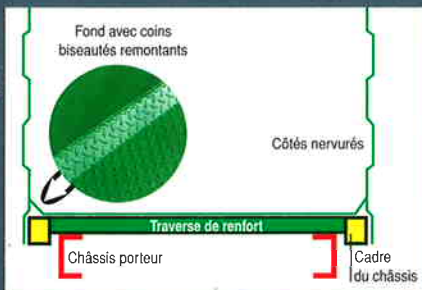 Fond avec coins
biseautés remontants
Côtés nervurés
Traverse de renfort
Châssis porteur
Cadre
du châssis